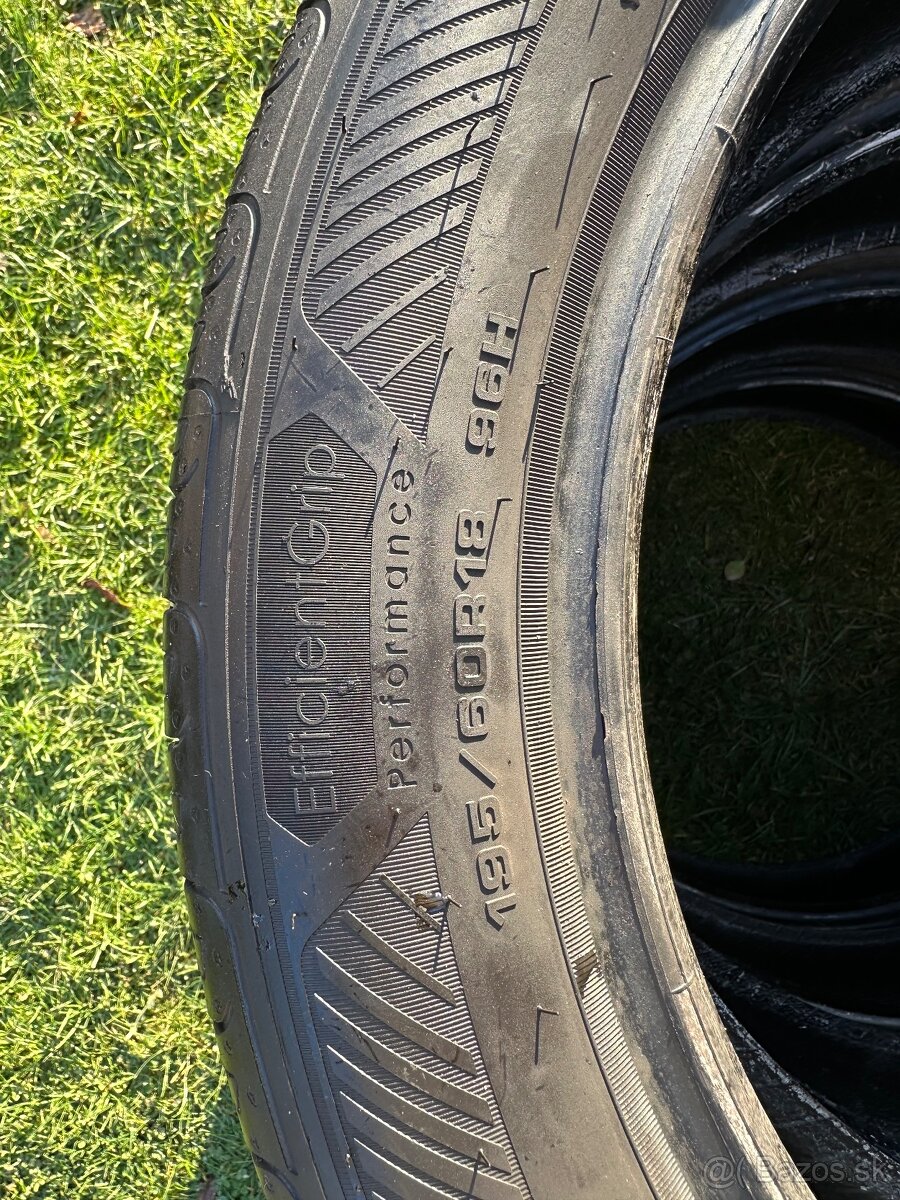 EfficientGrip
Performance
195/60R18 96H
@ Bazos.sk